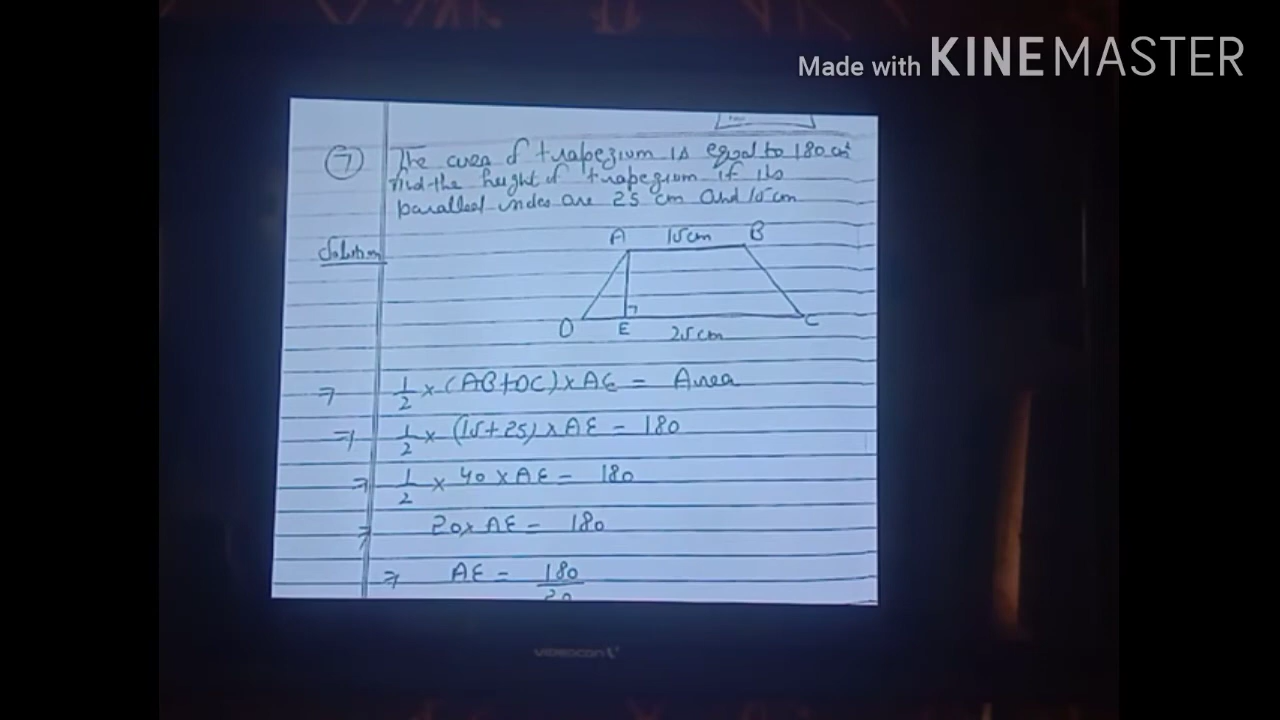 Made with KINEMASTER
7 The area of trapezium is equal to 180 cm²
find the height of trapezium if its
parallel sides are 25 cm and 15 cm
Solution
A 15cm B
D E 25cm C
⇒ 1/2 × (AB+DC) × AE = Area
⇒ 1/2 × (15+25) × AE = 180
⇒ 1/2 × 40 × AE = 180
⇒ 20 × AE = 180
⇒ AE = 180/20
VIDEOCON